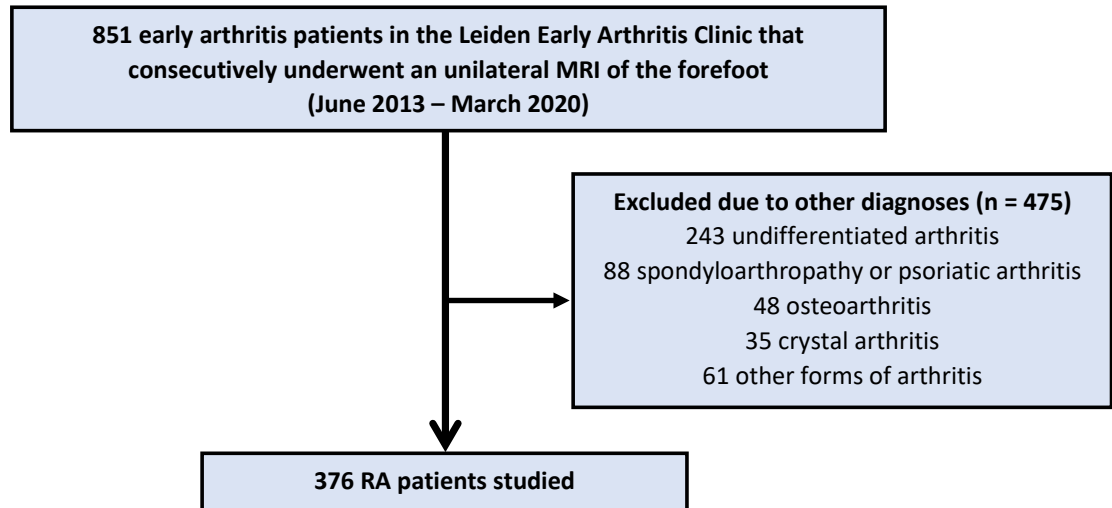 851 early arthritis patients in the Leiden Early Arthritis Clinic that
consecutively underwent an unilateral MRI of the forefoot
(June 2013 – March 2020)
Excluded due to other diagnoses (n = 475)
243 undifferentiated arthritis
88 spondyloarthropathy or psoriatic arthritis
48 osteoarthritis
35 crystal arthritis
61 other forms of arthritis
376 RA patients studied